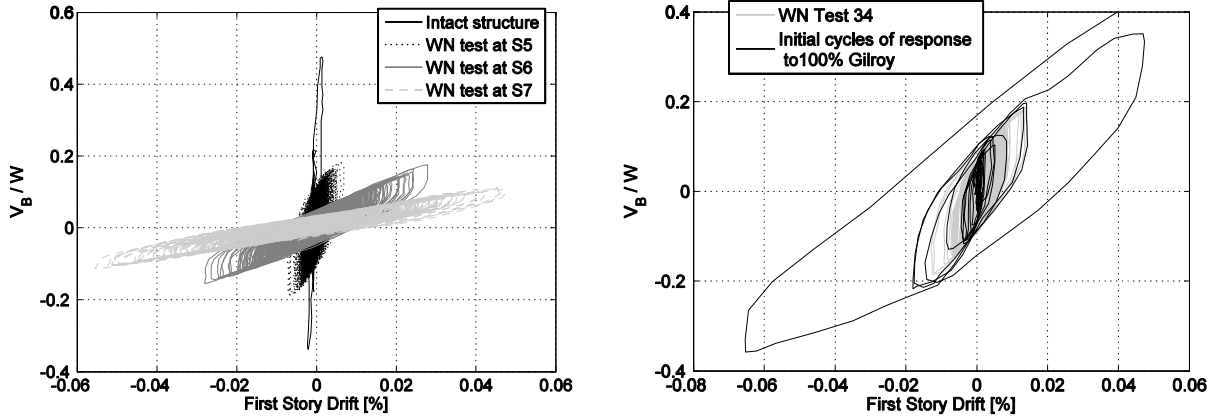 0.6
0.4
0.2
0
-0.2
-0.4
V_B / W
-0.06
-0.04
-0.02
0
0.02
0.04
0.06
First Story Drift [%]
Intact structure
WN test at S5
WN test at S6
WN test at S7
0.4
0.2
0
-0.2
-0.4
V_B / W
-0.08
-0.06
-0.04
-0.02
0
0.02
0.04
0.06
First Story Drift [%]
WN Test 34
Initial cycles of response
to100% Gilroy